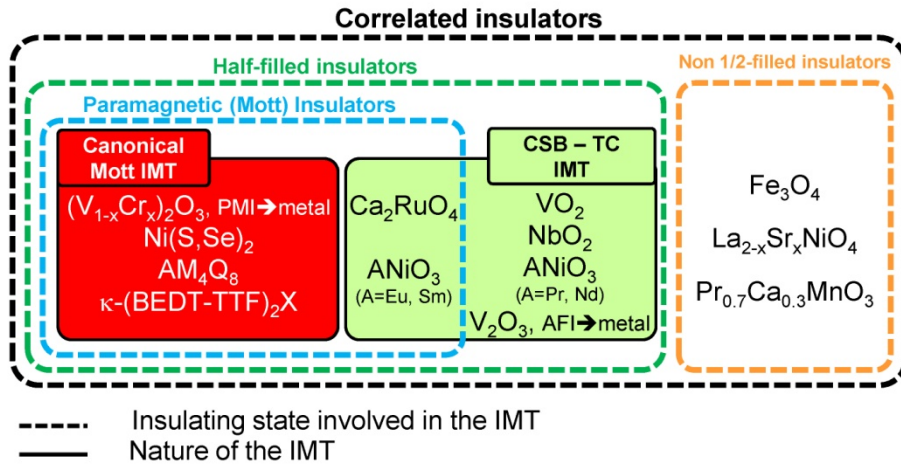 Correlated insulators
Half-filled insulators
Non 1/2-filled insulators
Paramagnetic (Mott) Insulators
Canonical
Mott IMT
CSB – TC
IMT
(V₁₋ₓCrₓ)₂O₃, PMI➔metal
Ni(S,Se)₂
AM₄Q₈
κ-(BEDT-TTF)₂X
Ca₂RuO₄
ANiO₃
(A=Eu, Sm)
VO₂
NbO₂
ANiO₃
(A=Pr, Nd)
V₂O₃, AFI➔metal
Fe₃O₄
La₂₋ₓSrₓNiO₄
Pr₀.₇Ca₀.₃MnO₃
Insulating state involved in the IMT
Nature of the IMT